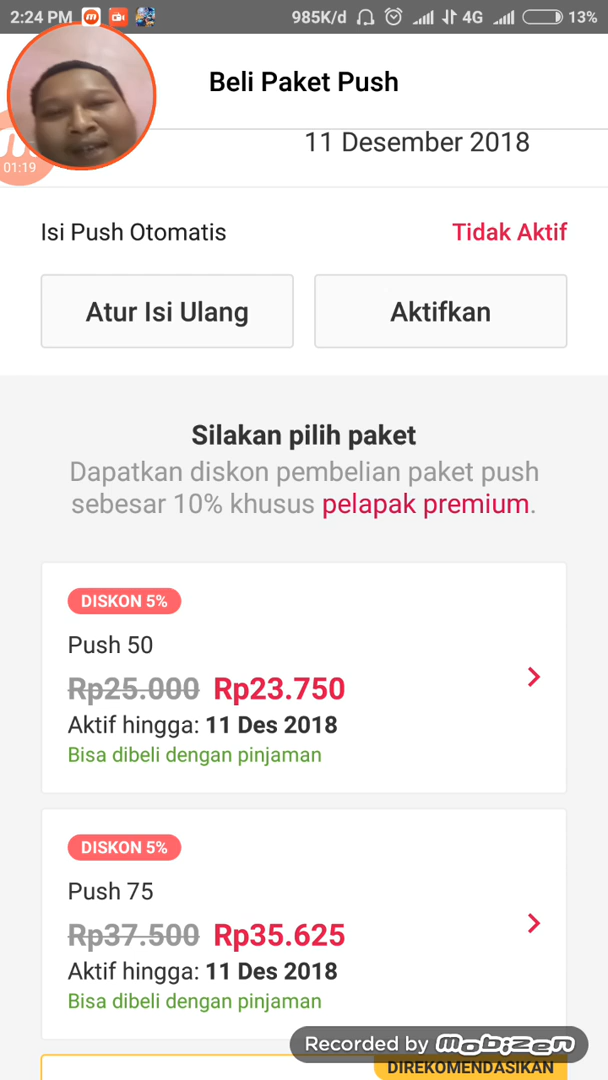 2:24 PM
985K/d
4G
13%
Beli Paket Push
01:19
11 Desember 2018
Isi Push Otomatis
Tidak Aktif
Atur Isi Ulang
Aktifkan
Silakan pilih paket
Dapatkan diskon pembelian paket push
sebesar 10% khusus pelapak premium.
DISKON 5%
Push 50
Rp25.000 Rp23.750
Aktif hingga: 11 Des 2018
Bisa dibeli dengan pinjaman
DISKON 5%
Push 75
Rp37.500 Rp35.625
Aktif hingga: 11 Des 2018
Bisa dibeli dengan pinjaman
Recorded by mobizen
DIREKOMENDASIKAN